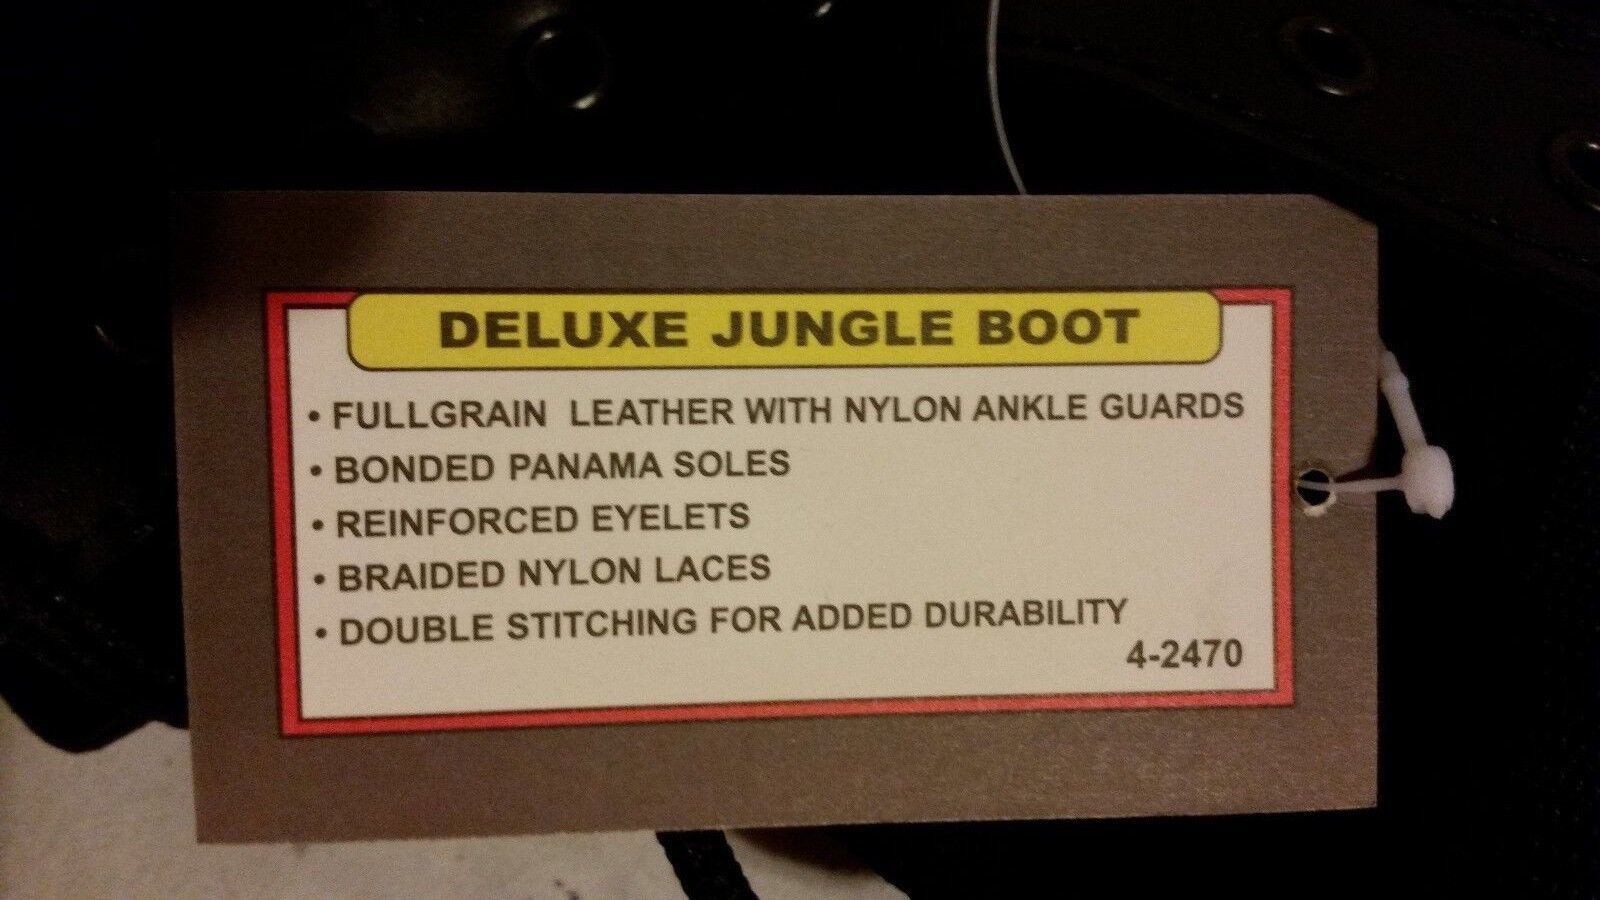 DELUXE JUNGLE BOOT
• FULLGRAIN LEATHER WITH NYLON ANKLE GUARDS
• BONDED PANAMA SOLES
• REINFORCED EYELETS
• BRAIDED NYLON LACES
• DOUBLE STITCHING FOR ADDED DURABILITY
4-2470